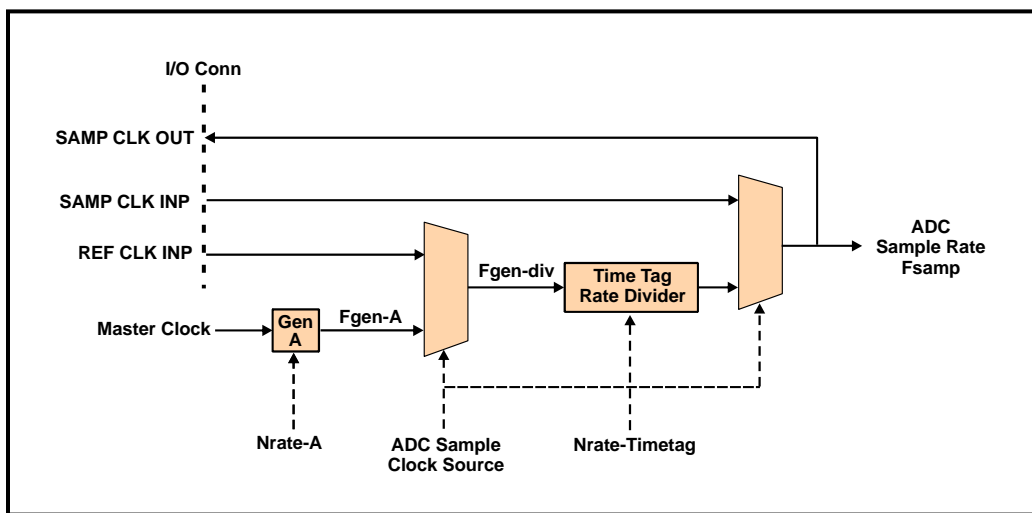 I/O Conn
SAMP CLK OUT
SAMP CLK INP
REF CLK INP
Master Clock
Gen
A
Fgen-A
Fgen-div
Time Tag
Rate Divider
ADC
Sample Rate
Fsamp
Nrate-A
ADC Sample
Clock Source
Nrate-Timetag